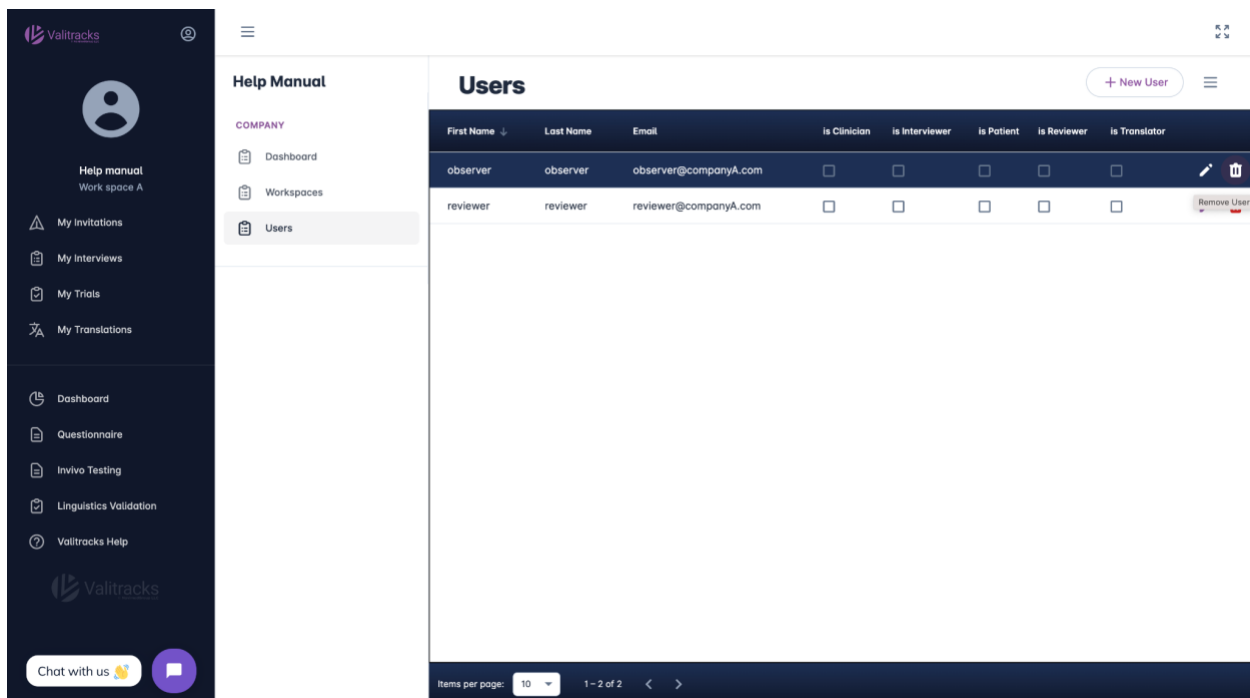 Valitracks
Help manual
Work space A
My Invitations
My Interviews
My Trials
My Translations
Dashboard
Questionnaire
Invivo Testing
Linguistics Validation
Valitracks Help
Valitracks
Chat with us 👋
Help Manual
COMPANY
Dashboard
Workspaces
Users
Users
+ New User
First Name ↓ Last Name Email is Clinician is Interviewer is Patient is Reviewer is Translator
observer observer observer@companyA.com
reviewer reviewer reviewer@companyA.com
Remove User
Items per page: 10 1 – 2 of 2